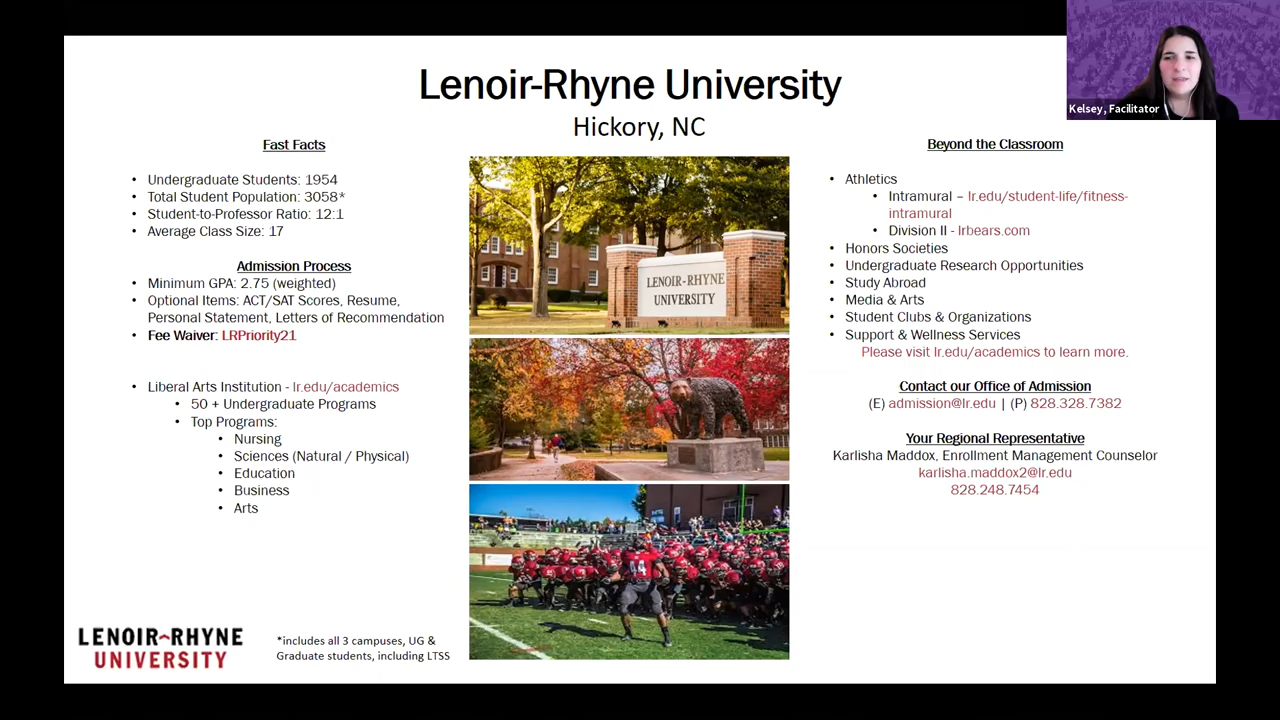 Lenoir-Rhyne University
Hickory, NC
Kelsey, Facilitator
Fast Facts
• Undergraduate Students: 1954
• Total Student Population: 3058*
• Student-to-Professor Ratio: 12:1
• Average Class Size: 17
Admission Process
• Minimum GPA: 2.75 (weighted)
• Optional Items: ACT/SAT Scores, Resume,
Personal Statement, Letters of Recommendation
• Fee Waiver: LRPriority21
• Liberal Arts Institution - lr.edu/academics
• 50 + Undergraduate Programs
• Top Programs:
• Nursing
• Sciences (Natural / Physical)
• Education
• Business
• Arts
LENOIR-RHYNE
UNIVERSITY
*includes all 3 campuses, UG &
Graduate students, including LTSS
LENOIR-RHYNE
UNIVERSITY
44
Beyond the Classroom
• Athletics
• Intramural – lr.edu/student-life/fitness-
intramural
• Division II - lrbears.com
• Honors Societies
• Undergraduate Research Opportunities
• Study Abroad
• Media & Arts
• Student Clubs & Organizations
• Support & Wellness Services
Please visit lr.edu/academics to learn more.
Contact our Office of Admission
(E) admission@lr.edu | (P) 828.328.7382
Your Regional Representative
Karlisha Maddox, Enrollment Management Counselor
karlisha.maddox2@lr.edu
828.248.7454